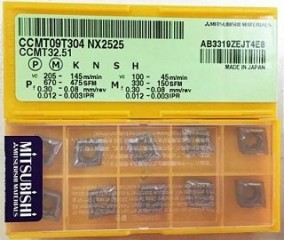 CCMT09T304 NX2525
CCMT32.51
MITSUBISHI MATERIALS
AB3319ZEJT4E8
MADE IN JAPAN
P M K N S H
P vc 205 - 145m/min
670 - 475SFM
f 0.30 - 0.08 mm/rev
0.012 - 0.003IPR
M vc 100 - 45m/min
330 - 150SFM
f 0.30 - 0.08 mm/rev
0.012 - 0.003IPR
MITSUBISHI
MITSUBISHI MATERIALS